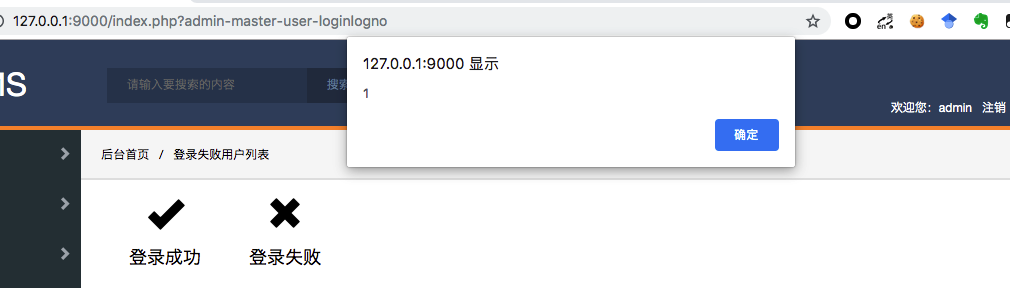 127.0.0.1:9000/index.php?admin-master-user-loginlogno
127.0.0.1:9000 显示
1
确定
MS
请输入要搜索的内容
搜索
欢迎您：admin 注销
后台首页 / 登录失败用户列表
登录成功 登录失败